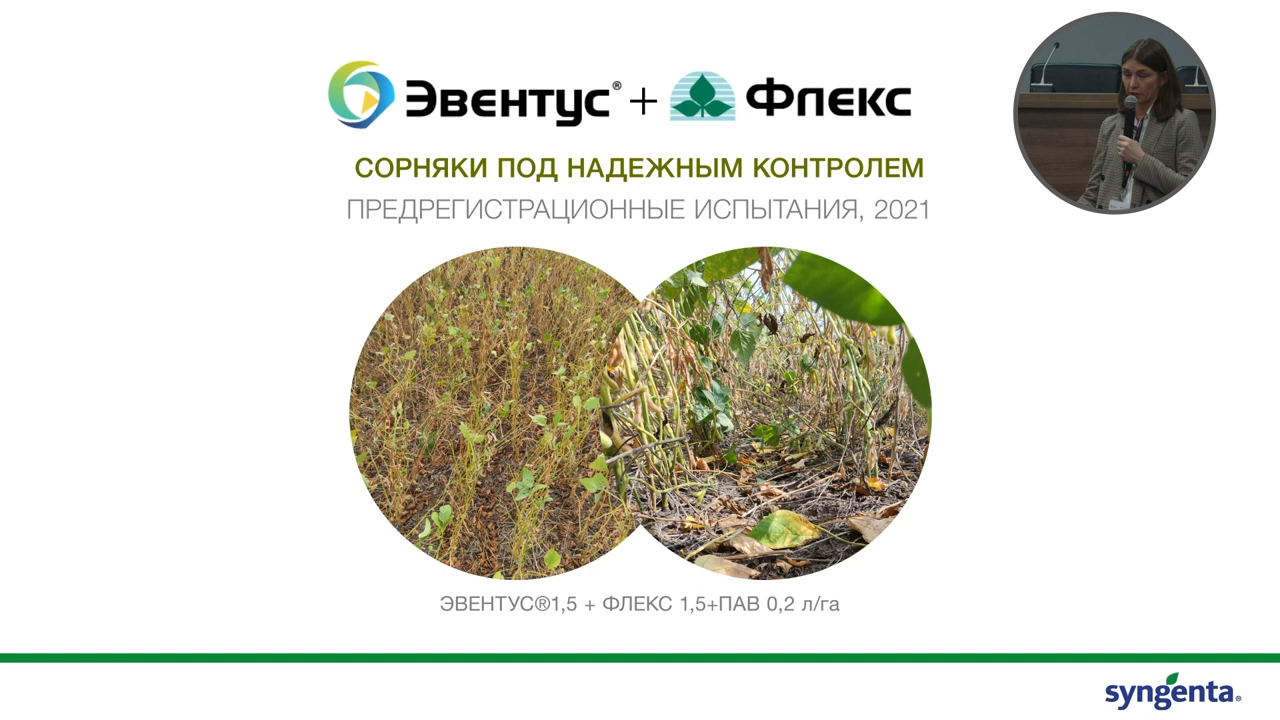 Эвентус® + Флекс
СОРНЯКИ ПОД НАДЕЖНЫМ КОНТРОЛЕМ
ПРЕДРЕГИСТРАЦИОННЫЕ ИСПЫТАНИЯ, 2021
ЭВЕНТУС®1,5 + ФЛЕКС 1,5+ПАВ 0,2 л/га
syngenta®